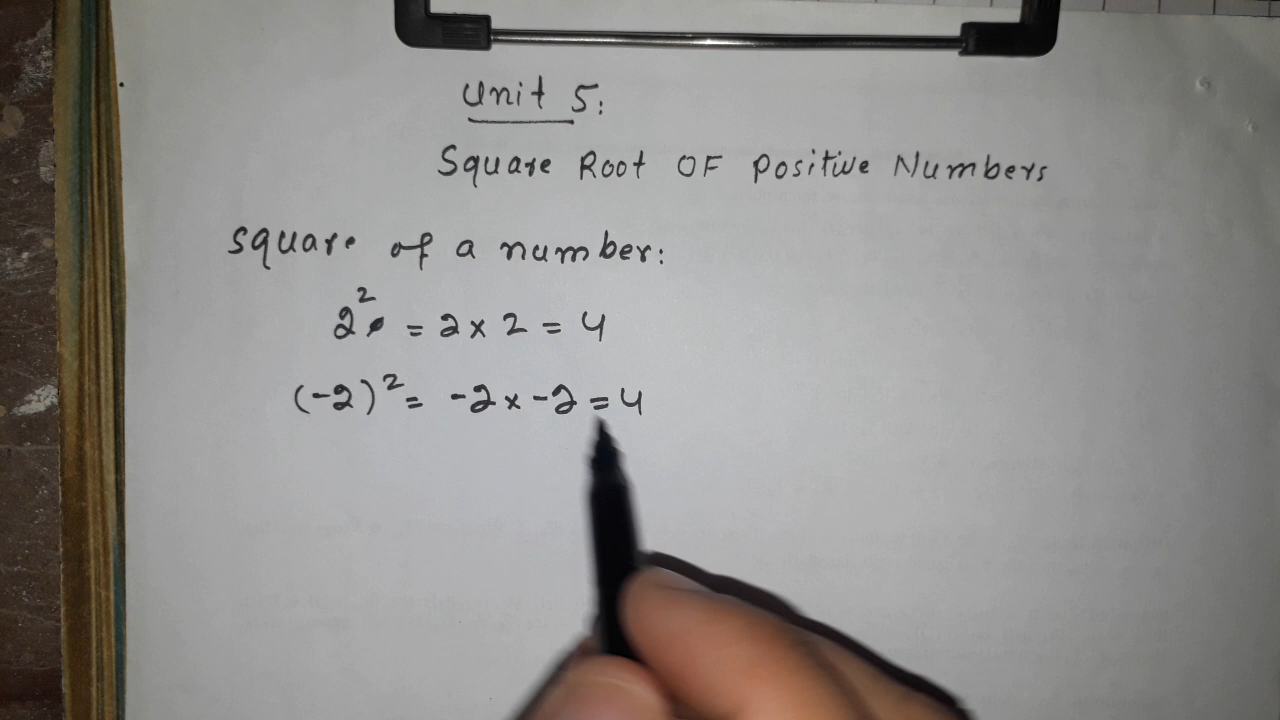 Unit 5:
Square Root OF Positive Numbers
square of a number:
2² = 2 × 2 = 4
(-2)² = -2 × -2 = 4